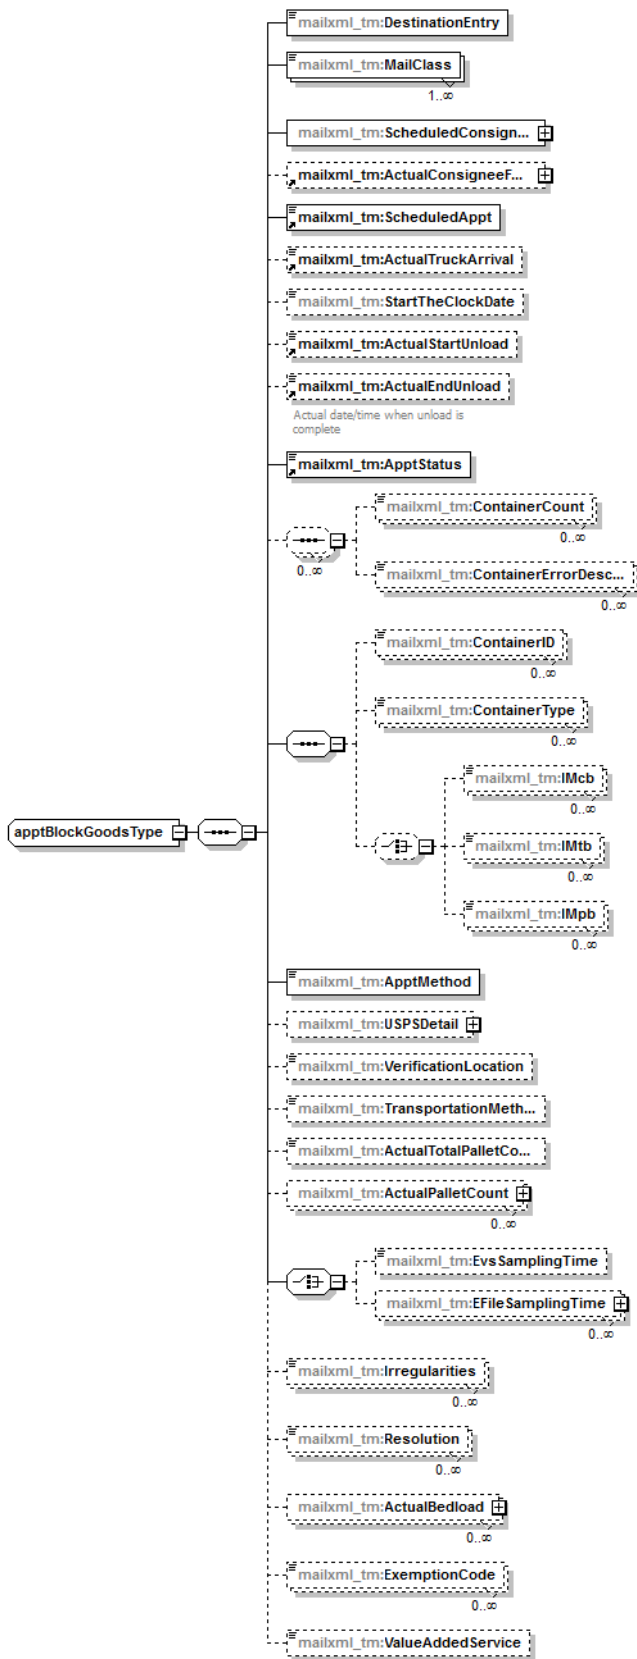 mailxml_tm:DestinationEntry
mailxml_tm:MailClass
1..∞
mailxml_tm:ScheduledConsign...
mailxml_tm:ActualConsigneeF...
mailxml_tm:ScheduledAppt
mailxml_tm:ActualTruckArrival
mailxml_tm:StartTheClockDate
mailxml_tm:ActualStartUnload
mailxml_tm:ActualEndUnload
Actual date/time when unload is
complete
mailxml_tm:ApptStatus
mailxml_tm:ContainerCount
0..∞
0..∞
mailxml_tm:ContainerErrorDesc...
0..∞
mailxml_tm:ContainerID
0..∞
mailxml_tm:ContainerType
0..∞
mailxml_tm:IMcb
0..∞
apptBlockGoodsType
mailxml_tm:IMtb
0..∞
mailxml_tm:IMpb
0..∞
mailxml_tm:ApptMethod
mailxml_tm:USPSDetail
mailxml_tm:VerificationLocation
mailxml_tm:TransportationMeth...
mailxml_tm:ActualTotalPalletCo...
mailxml_tm:ActualPalletCount
0..∞
mailxml_tm:EvsSamplingTime
mailxml_tm:EFileSamplingTime
0..∞
mailxml_tm:Irregularities
0..∞
mailxml_tm:Resolution
0..∞
mailxml_tm:ActualBedload
0..∞
mailxml_tm:ExemptionCode
0..∞
mailxml_tm:ValueAddedService